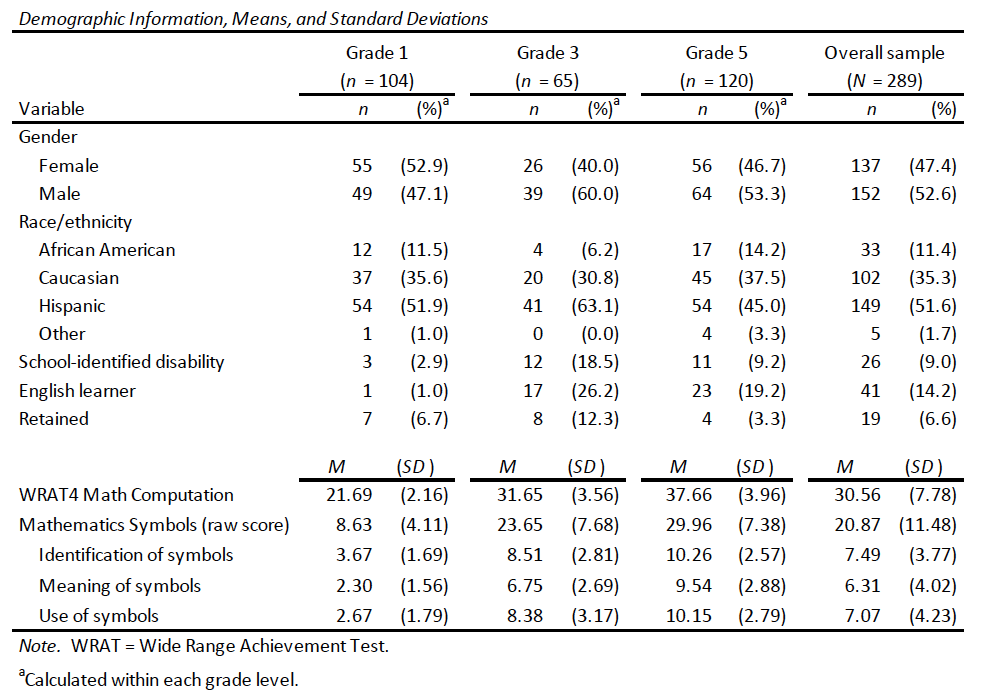 Demographic Information, Means, and Standard Deviations
Grade 1 Grade 3 Grade 5 Overall sample
(n = 104) (n = 65) (n = 120) (N = 289)
Variable n (%)a n (%)a n (%)a n (%)
Gender
Female 55 (52.9) 26 (40.0) 56 (46.7) 137 (47.4)
Male 49 (47.1) 39 (60.0) 64 (53.3) 152 (52.6)
Race/ethnicity
African American 12 (11.5) 4 (6.2) 17 (14.2) 33 (11.4)
Caucasian 37 (35.6) 20 (30.8) 45 (37.5) 102 (35.3)
Hispanic 54 (51.9) 41 (63.1) 54 (45.0) 149 (51.6)
Other 1 (1.0) 0 (0.0) 4 (3.3) 5 (1.7)
School-identified disability 3 (2.9) 12 (18.5) 11 (9.2) 26 (9.0)
English learner 1 (1.0) 17 (26.2) 23 (19.2) 41 (14.2)
Retained 7 (6.7) 8 (12.3) 4 (3.3) 19 (6.6)
M (SD) M (SD) M (SD) M (SD)
WRAT4 Math Computation 21.69 (2.16) 31.65 (3.56) 37.66 (3.96) 30.56 (7.78)
Mathematics Symbols (raw score) 8.63 (4.11) 23.65 (7.68) 29.96 (7.38) 20.87 (11.48)
Identification of symbols 3.67 (1.69) 8.51 (2.81) 10.26 (2.57) 7.49 (3.77)
Meaning of symbols 2.30 (1.56) 6.75 (2.69) 9.54 (2.88) 6.31 (4.02)
Use of symbols 2.67 (1.79) 8.38 (3.17) 10.15 (2.79) 7.07 (4.23)
Note. WRAT = Wide Range Achievement Test.
aCalculated within each grade level.